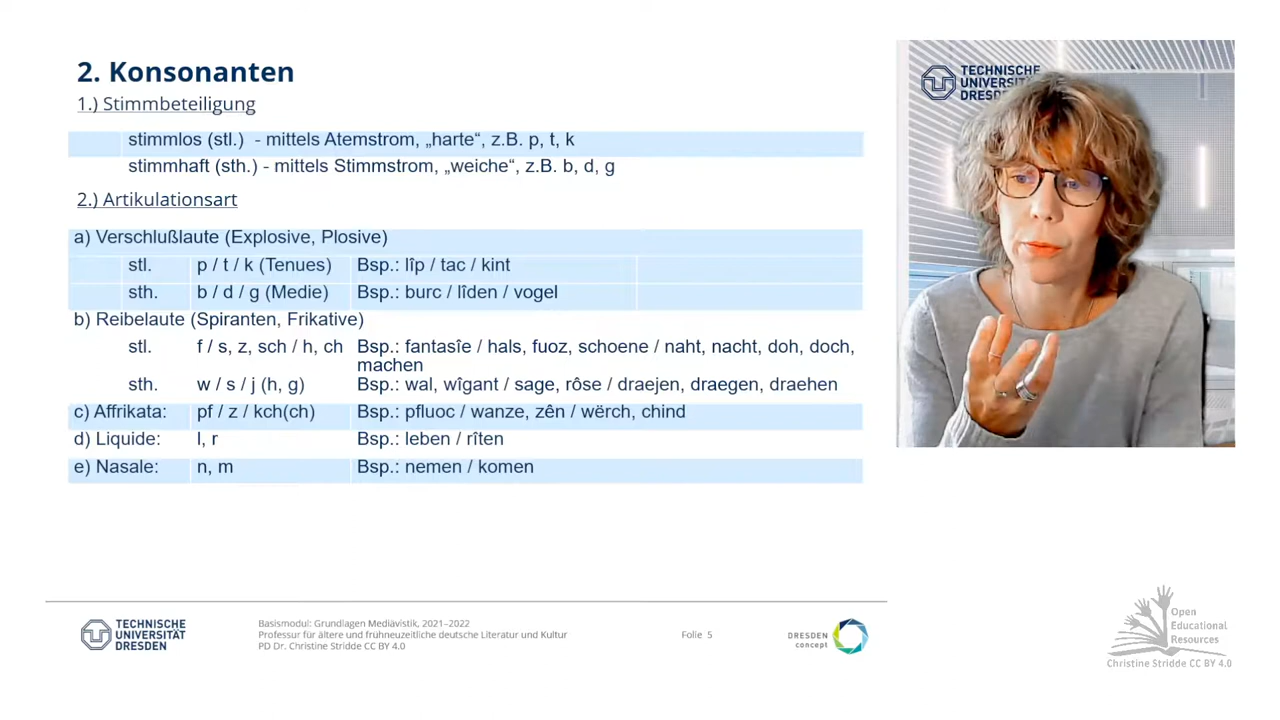 2. Konsonanten
1.) Stimmbeteiligung
stimmlos (stl.) - mittels Atemstrom, „harte“, z.B. p, t, k
stimmhaft (sth.) - mittels Stimmstrom, „weiche“, z.B. b, d, g
2.) Artikulationsart
a) Verschlußlaute (Explosive, Plosive)
stl. p / t / k (Tenues) Bsp.: lîp / tac / kint
sth. b / d / g (Medie) Bsp.: burc / lîden / vogel
b) Reibelaute (Spiranten, Frikative)
stl. f / s, z, sch / h, ch Bsp.: fantasîe / hals, fuoz, schoene / naht, nacht, doh, doch,
machen
sth. w / s / j (h, g) Bsp.: wal, wîgant / sage, rôse / draejen, draegen, draehen
c) Affrikata: pf / z / kch(ch) Bsp.: pfluoc / wanze, zên / wërch, chind
d) Liquide: l, r Bsp.: leben / rîten
e) Nasale: n, m Bsp.: nemen / komen
TECHNISCHE
UNIVERSITÄT
DRESDEN
Basismodul: Grundlagen Mediävistik, 2021–2022
Professur für ältere und frühneuzeitliche deutsche Literatur und Kultur
PD Dr. Christine Stridde CC BY 4.0
Folie 5
DRESDEN
concept
TECHNISCHE
Open
Educational
Resources
Christine Stridde CC BY 4.0